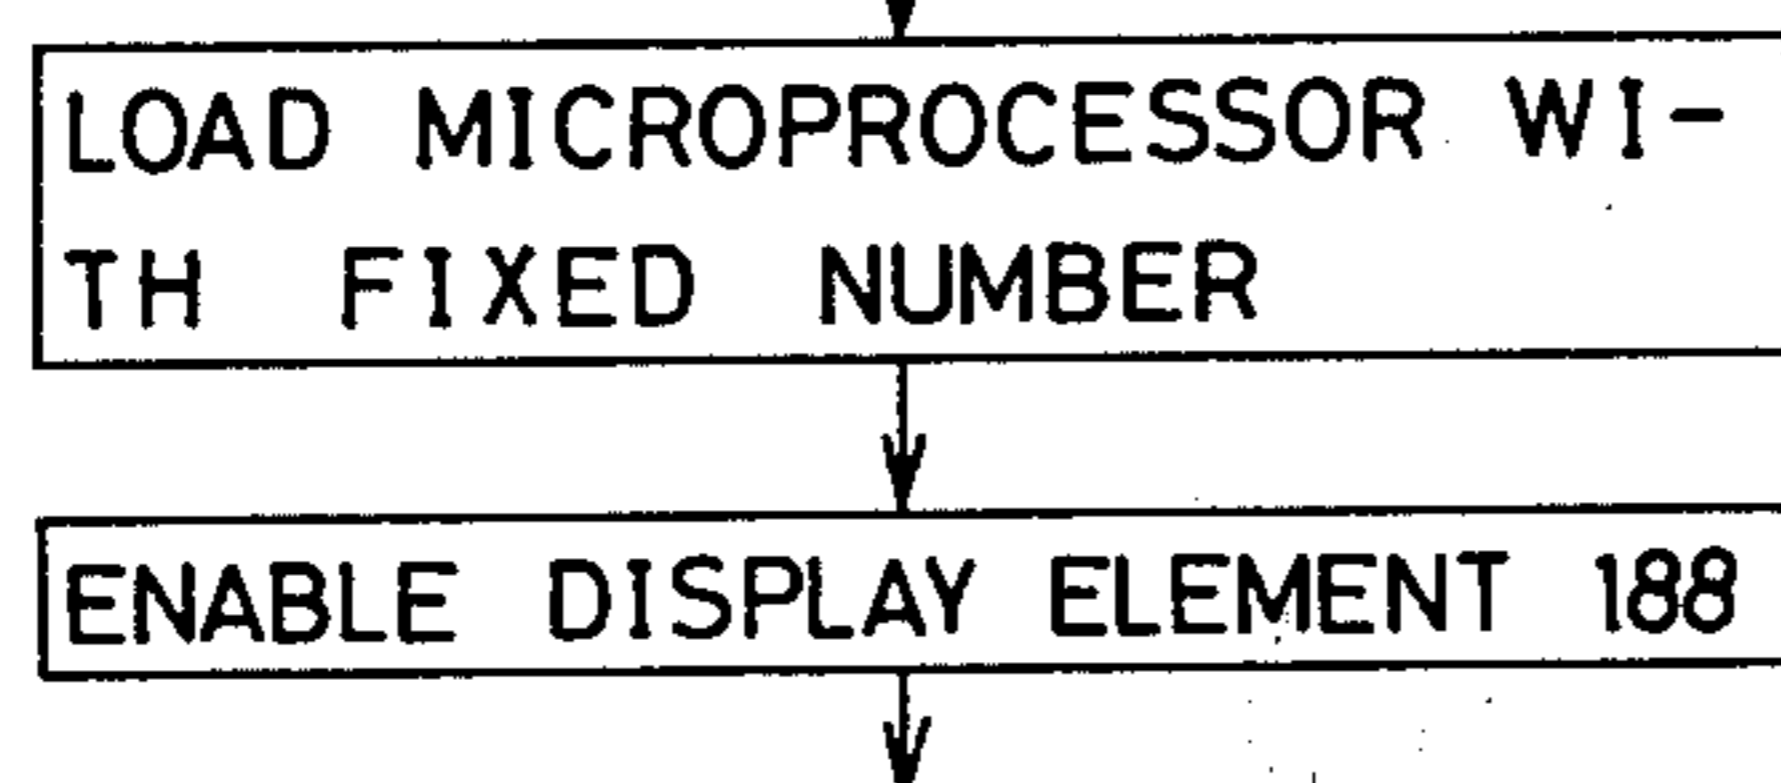 LOAD MICROPROCESSOR WI-
TH FIXED NUMBER
ENABLE DISPLAY ELEMENT 188